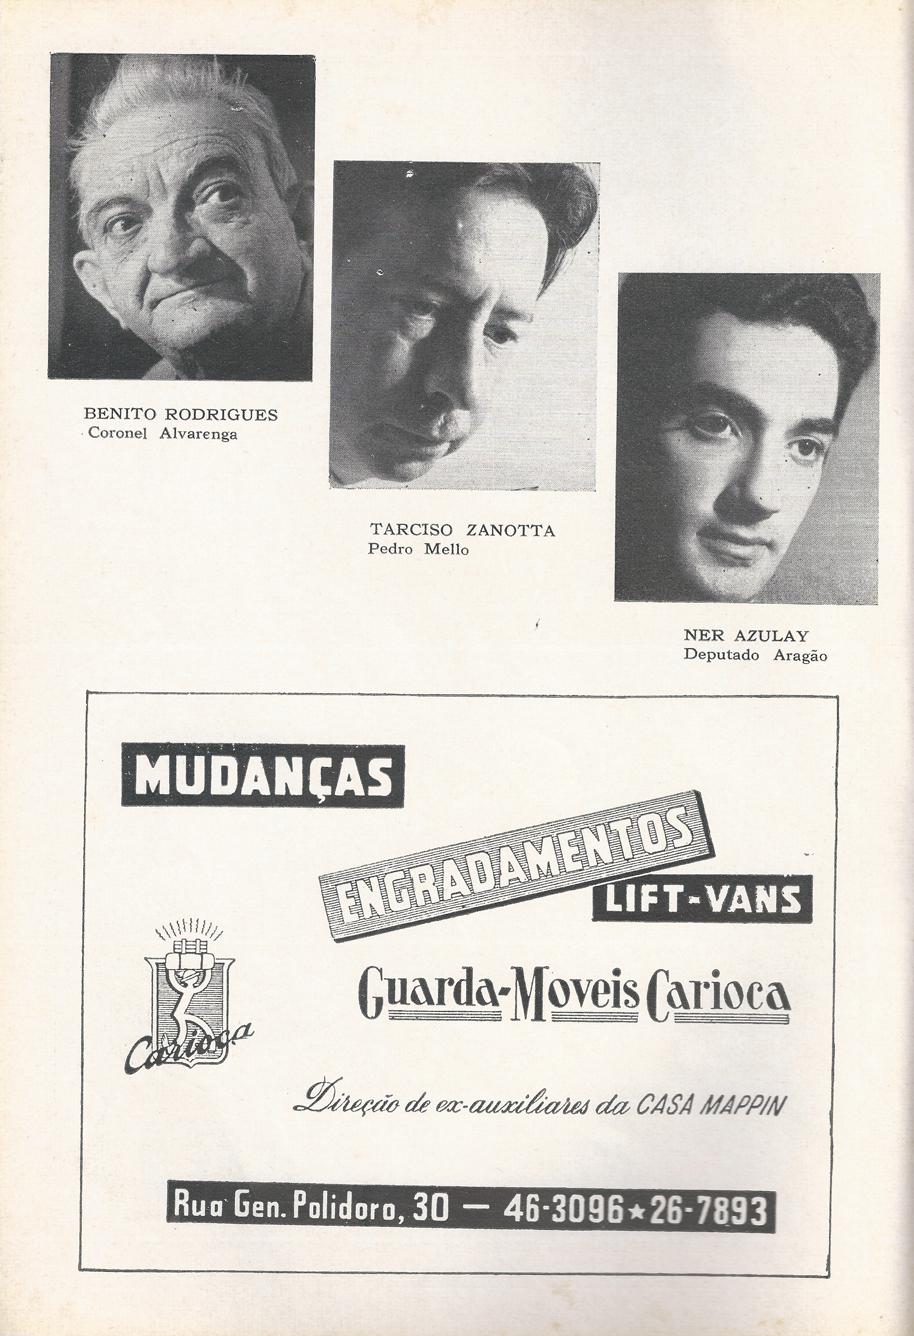 BENITO RODRIGUES
Coronel Alvarenga
TARCISO ZANOTTA
Pedro Mello
NER AZULAY
Deputado Aragão
MUDANÇAS
ENGRADAMENTOS
LIFT-VANS
Guarda-Moveis Carioca
Carioca
Direção de ex-auxiliares da CASA MAPPIN
Rua Gen. Polidoro, 30 — 46-3096★26-7893